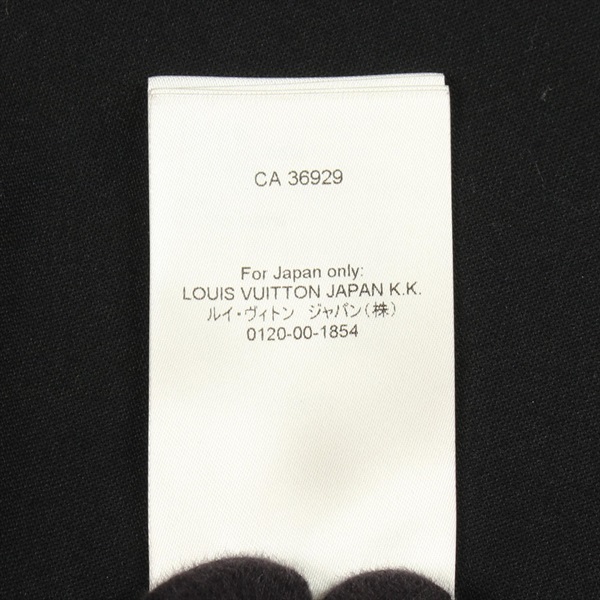 CA 36929
For Japan only:
LOUIS VUITTON JAPAN K.K.
ルイ・ヴィトン ジャパン(株)
0120-00-1854